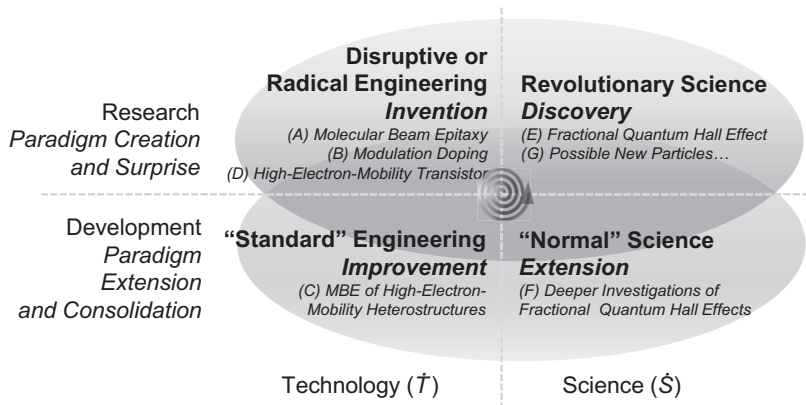 Disruptive or
Radical Engineering
Invention
(A) Molecular Beam Epitaxy
(B) Modulation Doping
(D) High-Electron-Mobility Transistor
Revolutionary Science
Discovery
(E) Fractional Quantum Hall Effect
(G) Possible New Particles…
Research
Paradigm Creation
and Surprise
Development
Paradigm
Extension
and Consolidation
“Standard” Engineering
Improvement
(C) MBE of High-Electron-
Mobility Heterostructures
“Normal” Science
Extension
(F) Deeper Investigations of
Fractional Quantum Hall Effects
Technology (Ṫ)
Science (Ṡ)